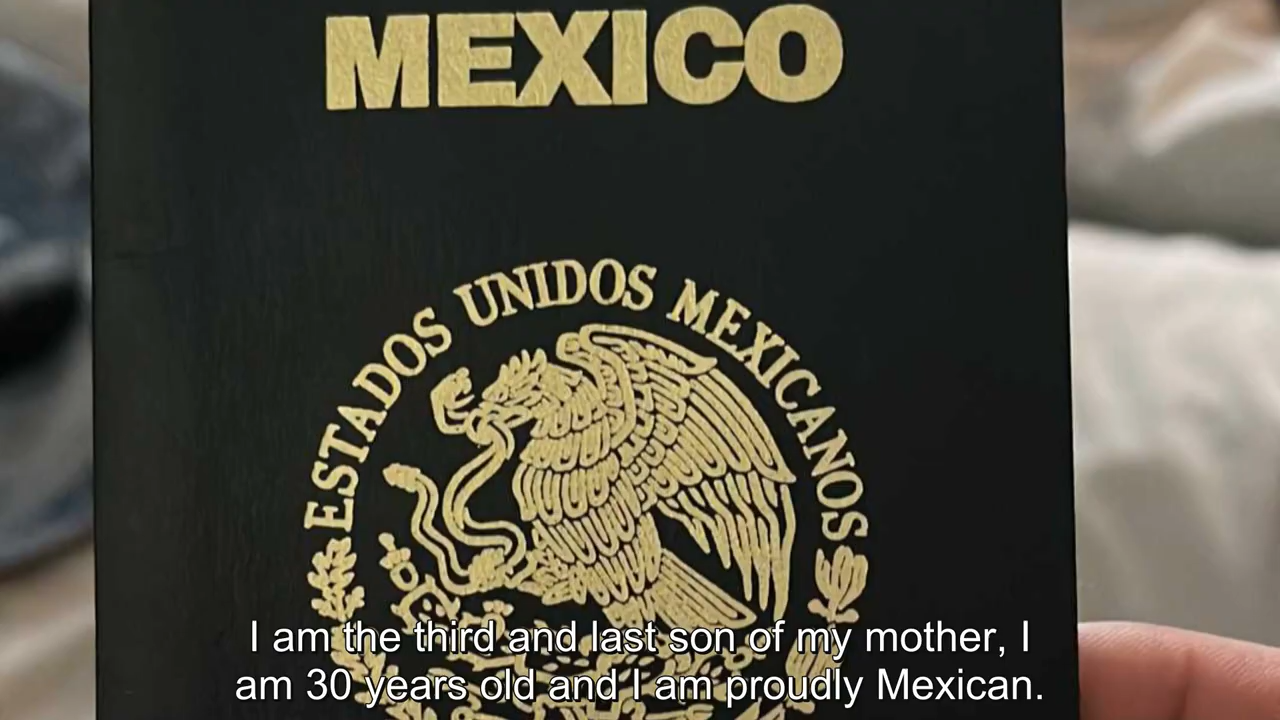 MEXICO
ESTADOS UNIDOS MEXICANOS
I am the third and last son of my mother, I
am 30 years old and I am proudly Mexican.